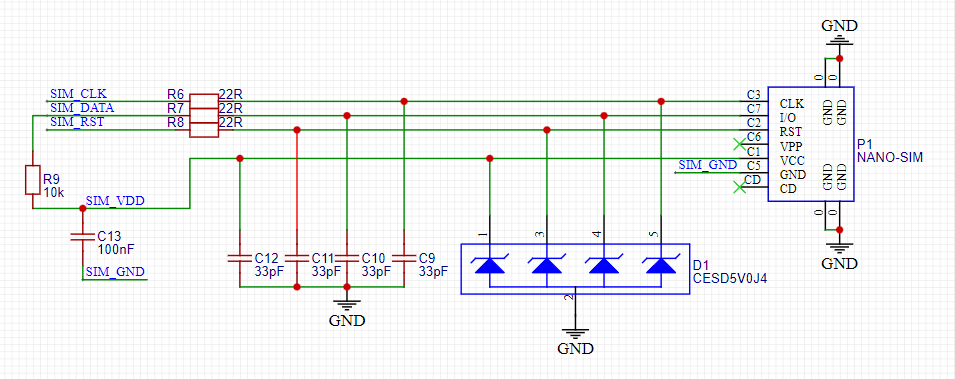 GND
0 0
GND GND
SIM_CLK R6 22R C3 CLK
SIM_DATA R7 22R C7 I/O
SIM_RST R8 22R C2 RST
C6 VPP
P1
C1 VCC
NANO-SIM
SIM_GND C5 GND
CD CD
GND GND
R9
10k
SIM_VDD
0 0
C13
100nF
1 3 4 5
SIM_GND
C12 C11 C10 C9
33pF 33pF 33pF 33pF
D1
CESD5V0J4
GND
2
GND
GND